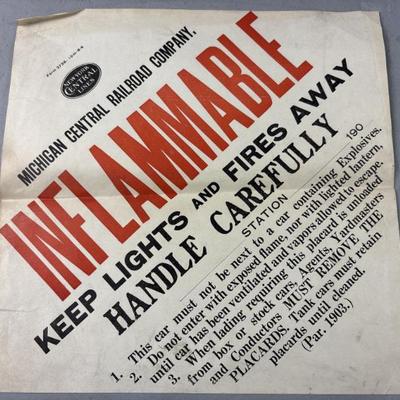 NEW YORK
CENTRAL
LINES
MICHIGAN CENTRAL RAILROAD COMPANY.
INFLAMMABLE
KEEP LIGHTS AND FIRES AWAY
HANDLE CAREFULLY
STATION 190
1. This car must not be next to a car containing Explosives.
2. Do not enter with exposed flame, nor with lighted lantern,
until car has been ventilated and vapors allowed to escape.
3. When lading requiring this placard is unloaded
from box or stock cars, Agents, Yardmasters
and Conductors MUST REMOVE THE
PLACARDS. Tank cars must retain
placards until cleaned.
(Par. 1903.)